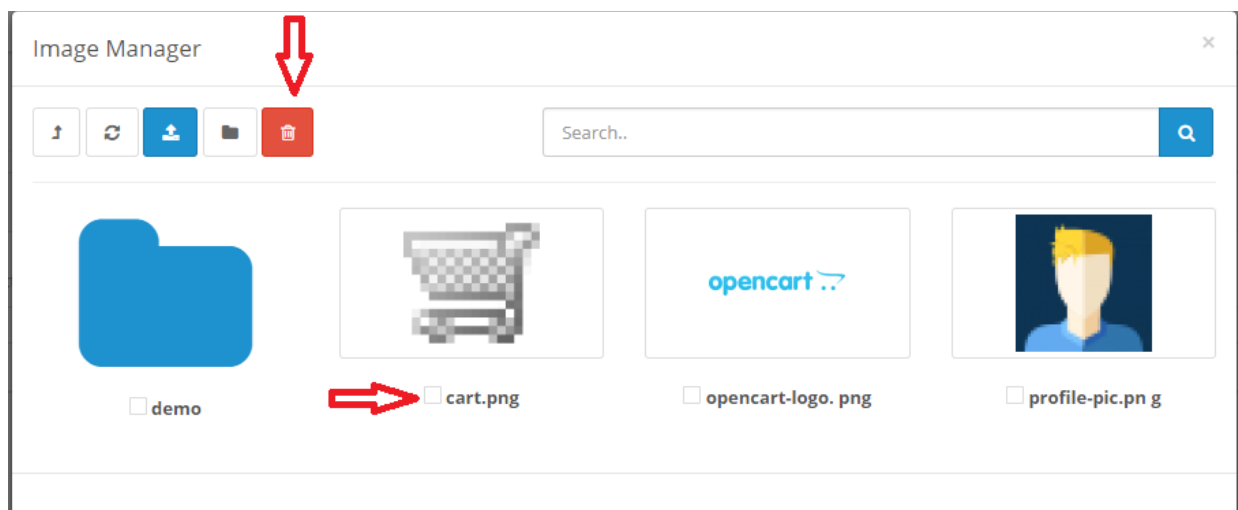 Image Manager
Search..
opencart
demo
cart.png
opencart-logo. png
profile-pic.pn g